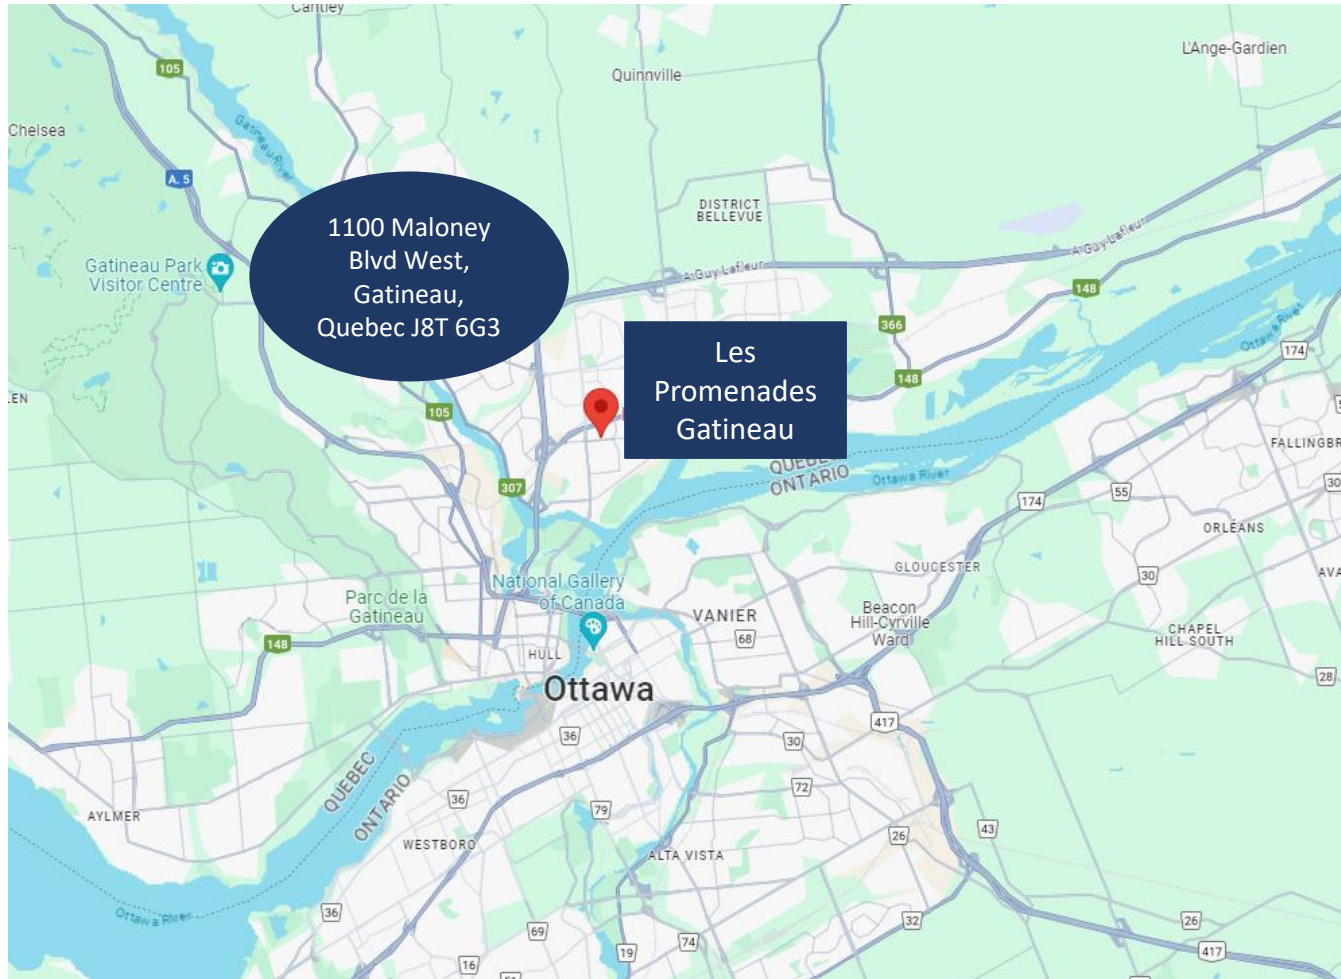 Cantley
L'Ange-Gardien
Quinnville
105
Gatineau River
Chelsea
A. 5
DISTRICT
BELLEVUE
1100 Maloney
Blvd West,
Gatineau,
Quebec J8T 6G3
A Guy Lafleur
Gatineau Park
Visitor Centre
A Guy Lafleur
148
366
Ottawa River
Les
Promenades
Gatineau
174
148
LEN
105
FALLINGBR
QUEBEC
ONTARIO
Ottawa River
307
30
55
174
ORLÉANS
GLOUCESTER
30
AVA
National Gallery
of Canada
Parc de la
Gatineau
VANIER
Beacon
Hill-Cyrville
Ward
68
CHAPEL
HILL SOUTH
148
HULL
28
Ottawa
417
36
30
QUEBEC
ONTARIO
72
36
79
AYLMER
43
26
WESTBORO
ALTA VISTA
Ottawa River
36
32
26
69
74
19
417
16